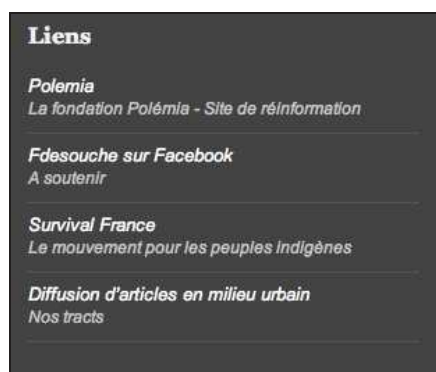 Liens
Polemia
La fondation Polémia - Site de réinformation
Fdesouche sur Facebook
A soutenir
Survival France
Le mouvement pour les peuples indigènes
Diffusion d'articles en milieu urbain
Nos tracts